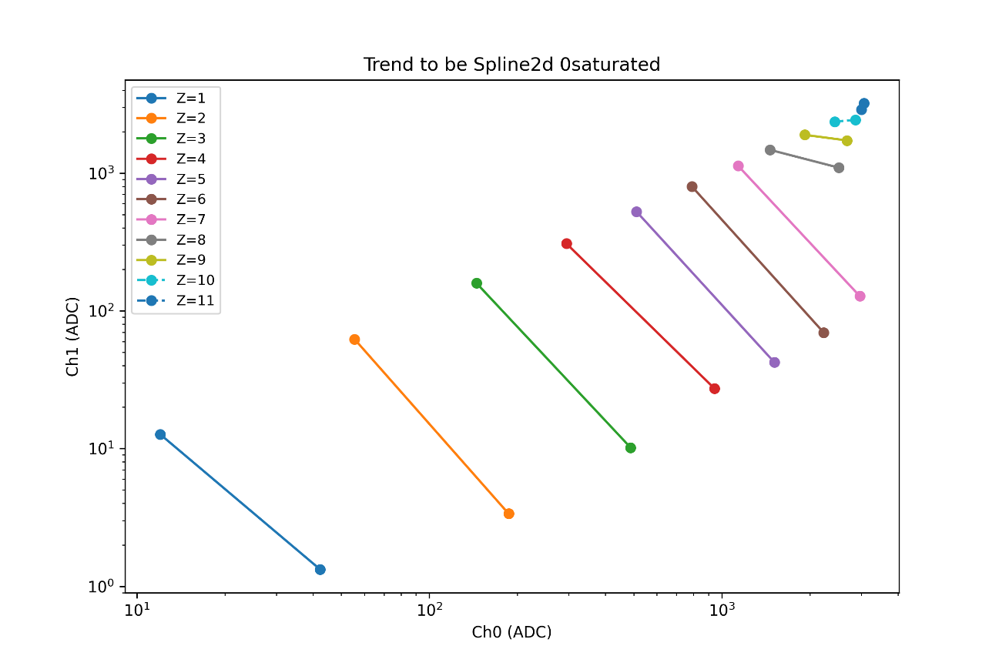 Trend to be Spline2d 0saturated
Z=1
Z=2
Z=3
Z=4
Z=5
Z=6
Z=7
Z=8
Z=9
Z=10
Z=11
10³
10²
10¹
10⁰
Ch1 (ADC)
10¹ 10² 10³
Ch0 (ADC)